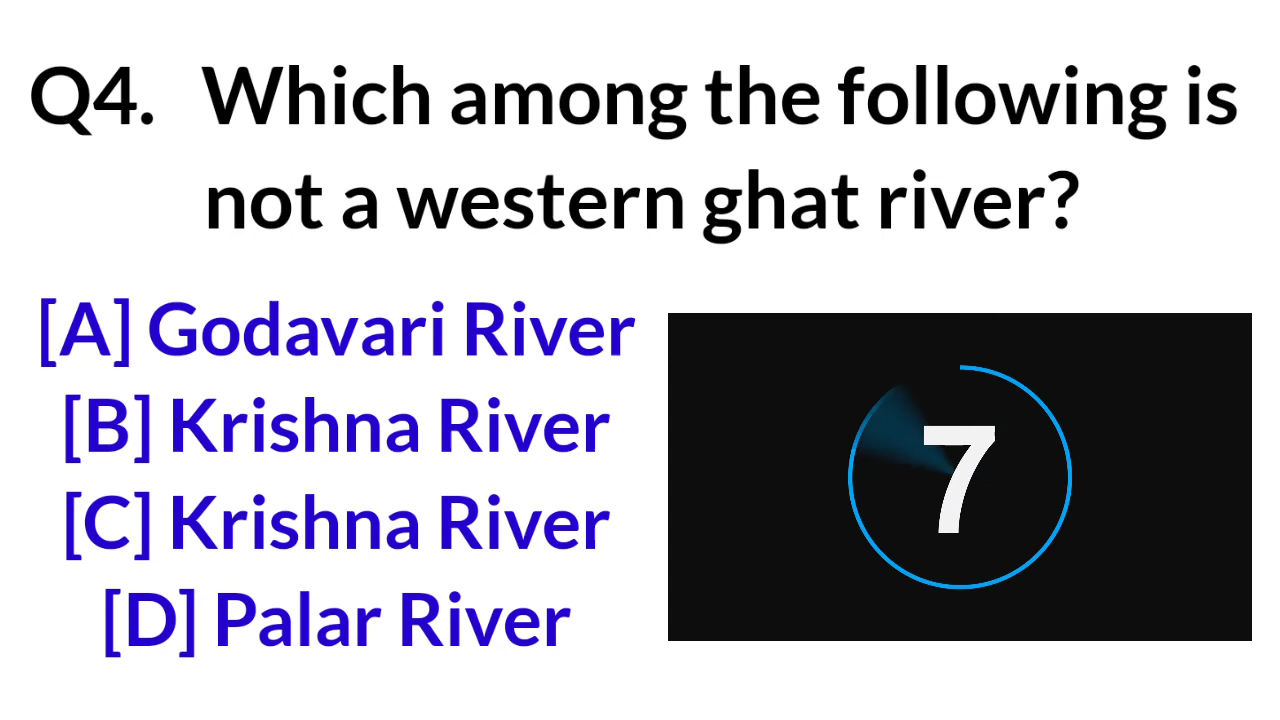 Q4. Which among the following is
not a western ghat river?
[A] Godavari River
[B] Krishna River
[C] Krishna River
[D] Palar River
7